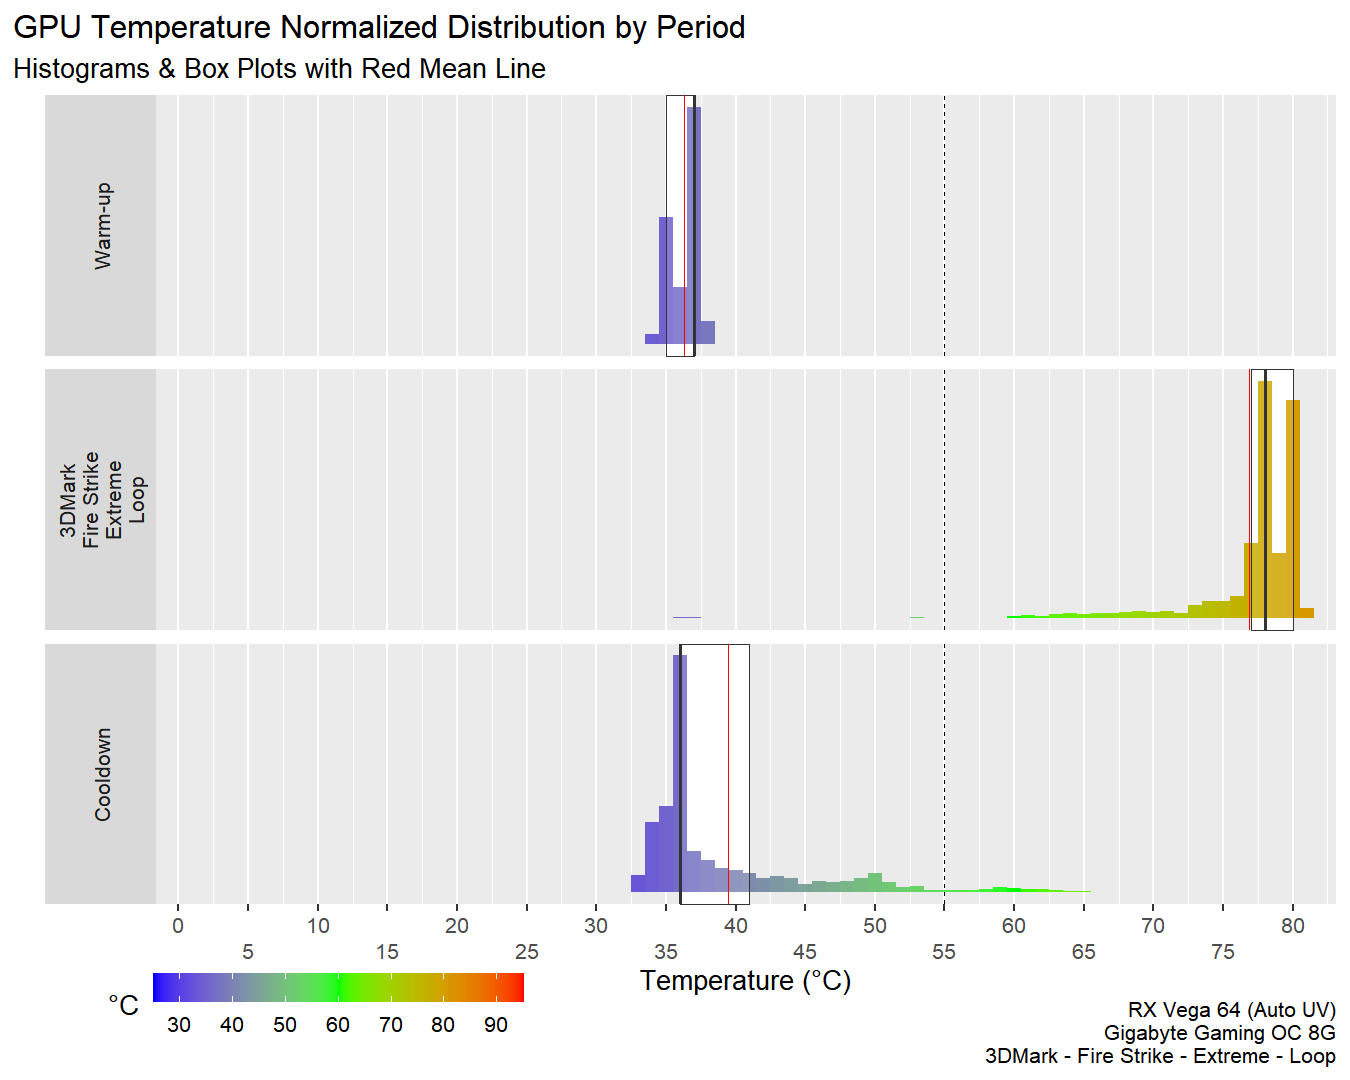 GPU Temperature Normalized Distribution by Period
Histograms & Box Plots with Red Mean Line
Warm-up
3DMark
Fire Strike
Extreme
Loop
Cooldown
0 10 20 30 40 50 60 70 80
5 15 25 35 45 55 65 75
Temperature (°C)
°C
30 40 50 60 70 80 90
RX Vega 64 (Auto UV)
Gigabyte Gaming OC 8G
3DMark - Fire Strike - Extreme - Loop